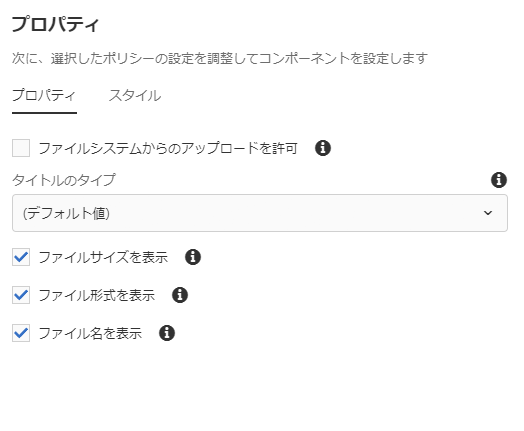 プロパティ
次に、選択したポリシーの設定を調整してコンポーネントを設定します
プロパティ スタイル
ファイルシステムからのアップロードを許可
タイトルのタイプ
(デフォルト値)
ファイルサイズを表示
ファイル形式を表示
ファイル名を表示